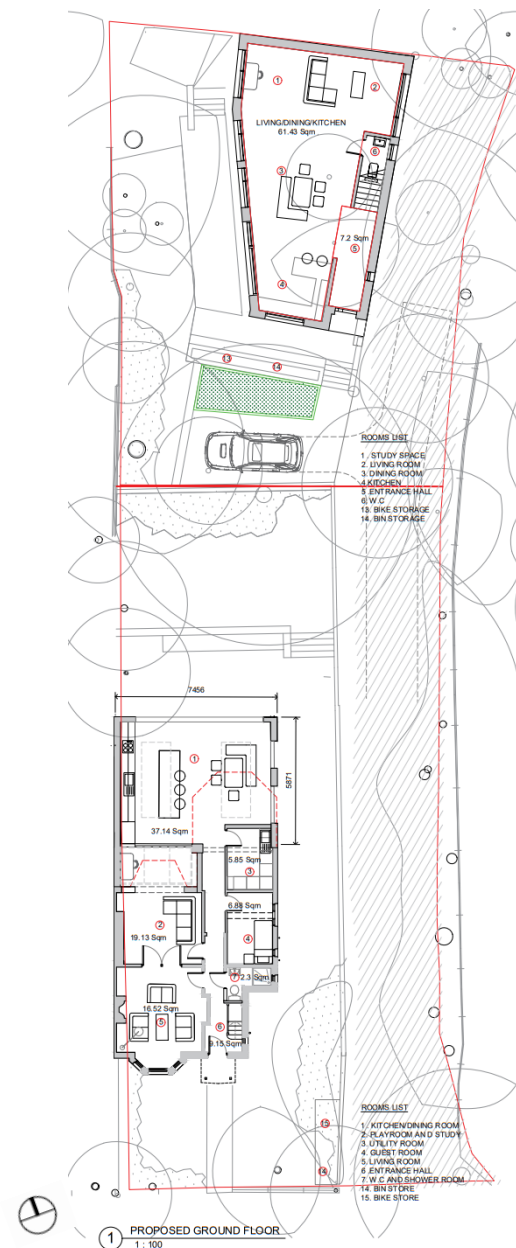 1
2
LIVING/DINING/KITCHEN
61.43 Sqm
6
3
7.2 Sqm
5
4
13
14
ROOMS LIST
1. STUDY SPACE
2. LIVING ROOM
3. DINING ROOM
4 KITCHEN
5 ENTRANCE HALL
6. W.C
13. BIKE STORAGE
14. BIN STORAGE
7456
1
5871
37.14 Sqm
5.85 Sqm
3
6.88 Sqm
2
19.13 Sqm
4
7
2.3 Sqm
16.52 Sqm
5
6
9.15 Sqm
15
14
ROOMS LIST
1. KITCHEN/DINING ROOM
2. PLAYROOM AND STUDY
3. UTILITY ROOM
4. GUEST ROOM
5. LIVING ROOM
6. ENTRANCE HALL
7. W.C AND SHOWER ROOM
14. BIN STORE
15. BIKE STORE
1 PROPOSED GROUND FLOOR
1 : 100